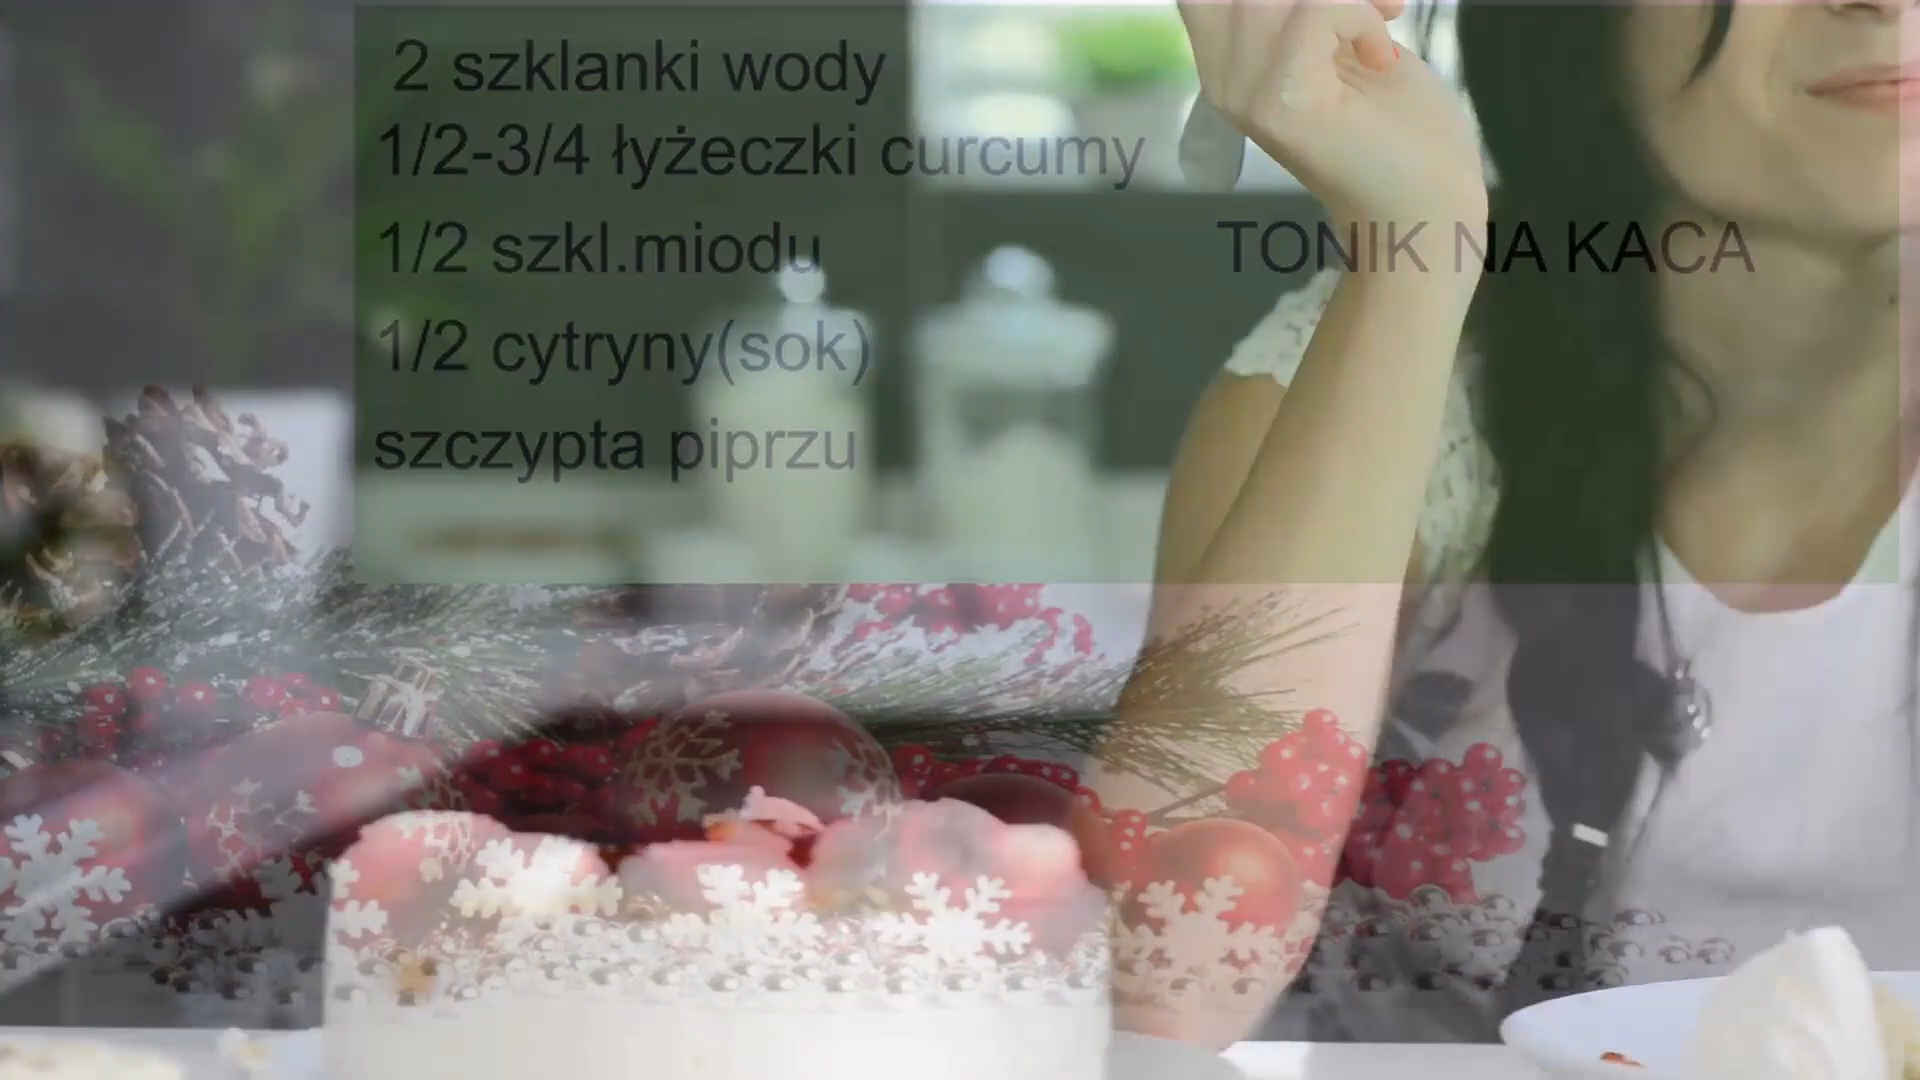 2 szklanki wody
1/2-3/4 łyżeczki curcumy
1/2 szkl.miodu
TONIK NA KACA
1/2 cytryny(sok)
szczypta piprzu